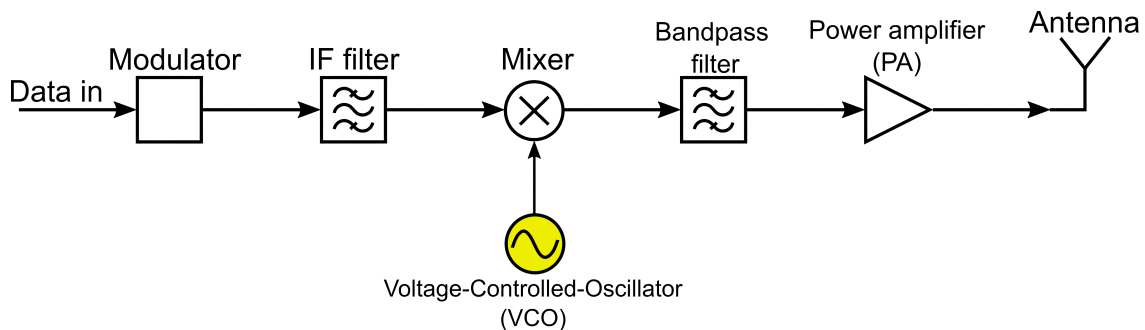 Data in
Modulator
IF filter
Mixer
Bandpass
filter
Power amplifier
(PA)
Antenna
Voltage-Controlled-Oscillator
(VCO)